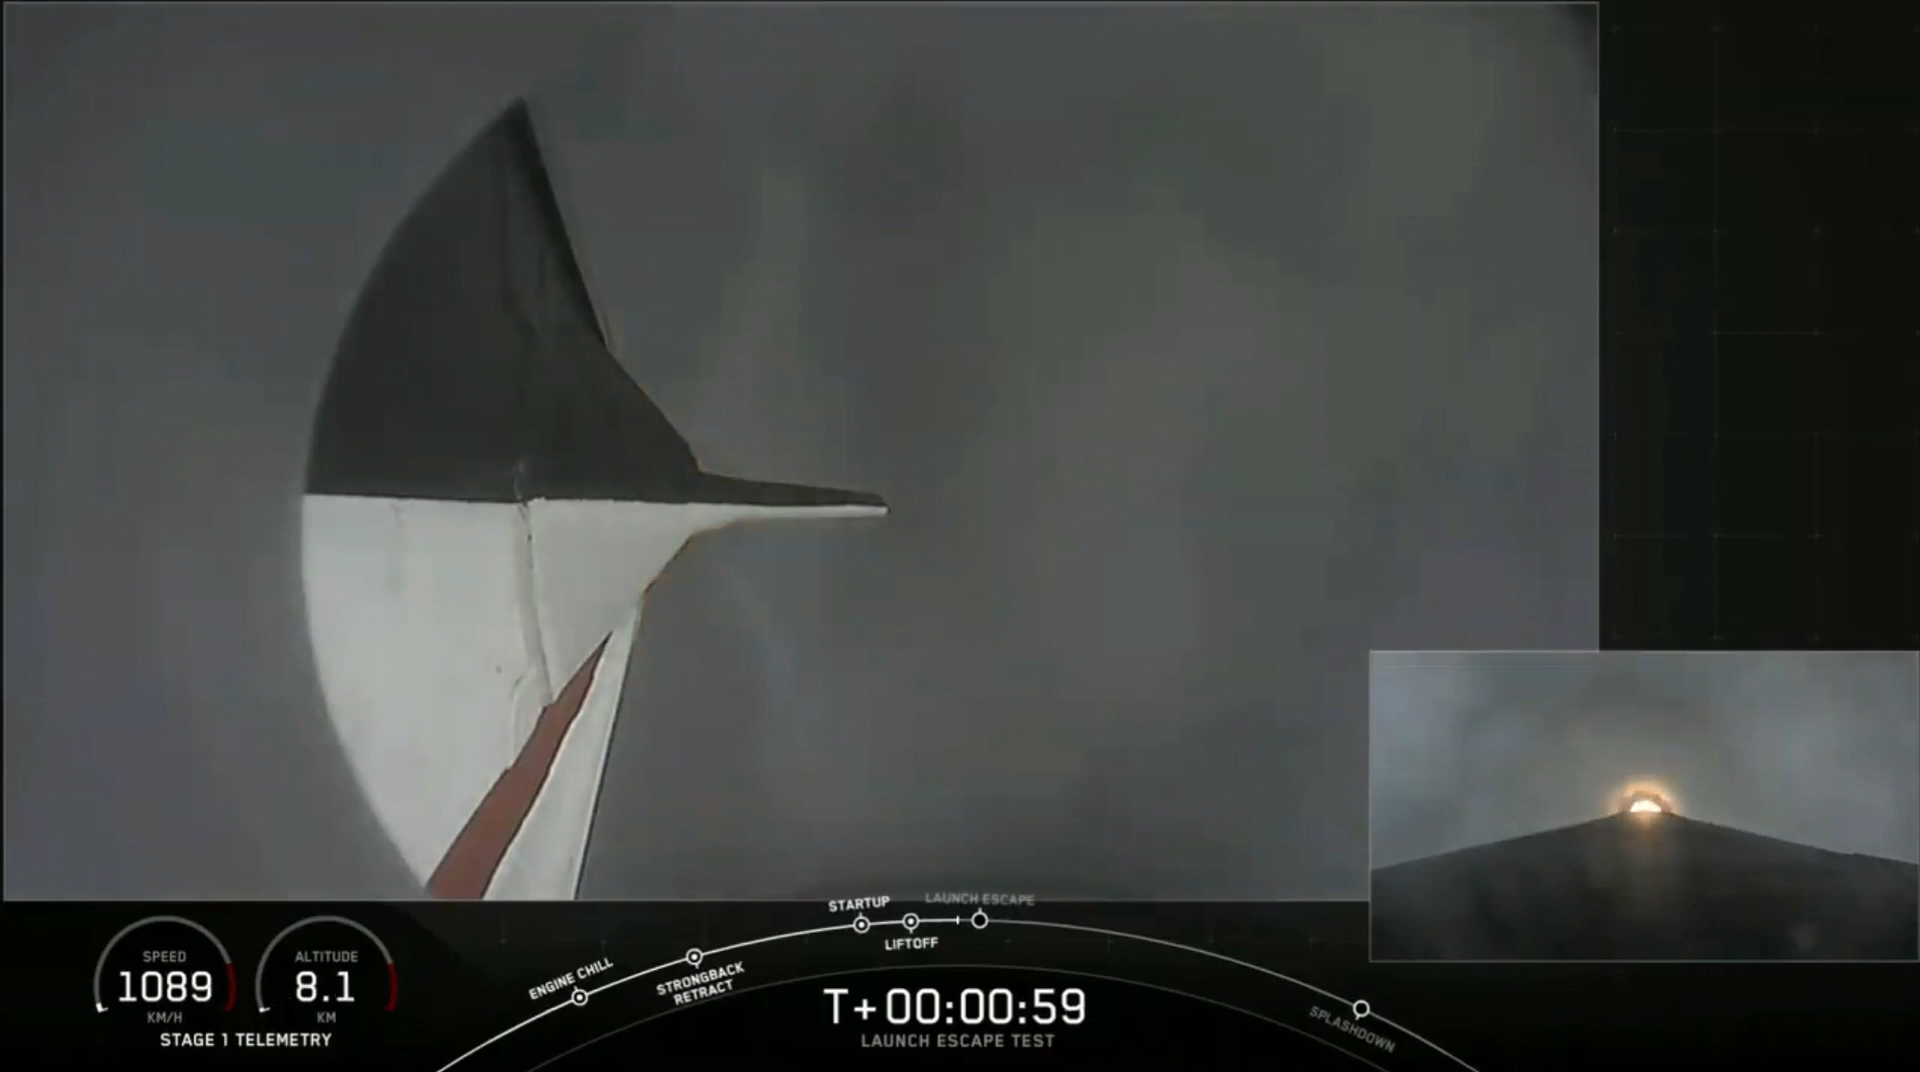 STARTUP
LAUNCH ESCAPE
LIFTOFF
ENGINE CHILL
STRONGBACK
RETRACT
SPEED
1089
KM/H
ALTITUDE
8.1
KM
STAGE 1 TELEMETRY
T+00:00:59
LAUNCH ESCAPE TEST
SPLASHDOWN